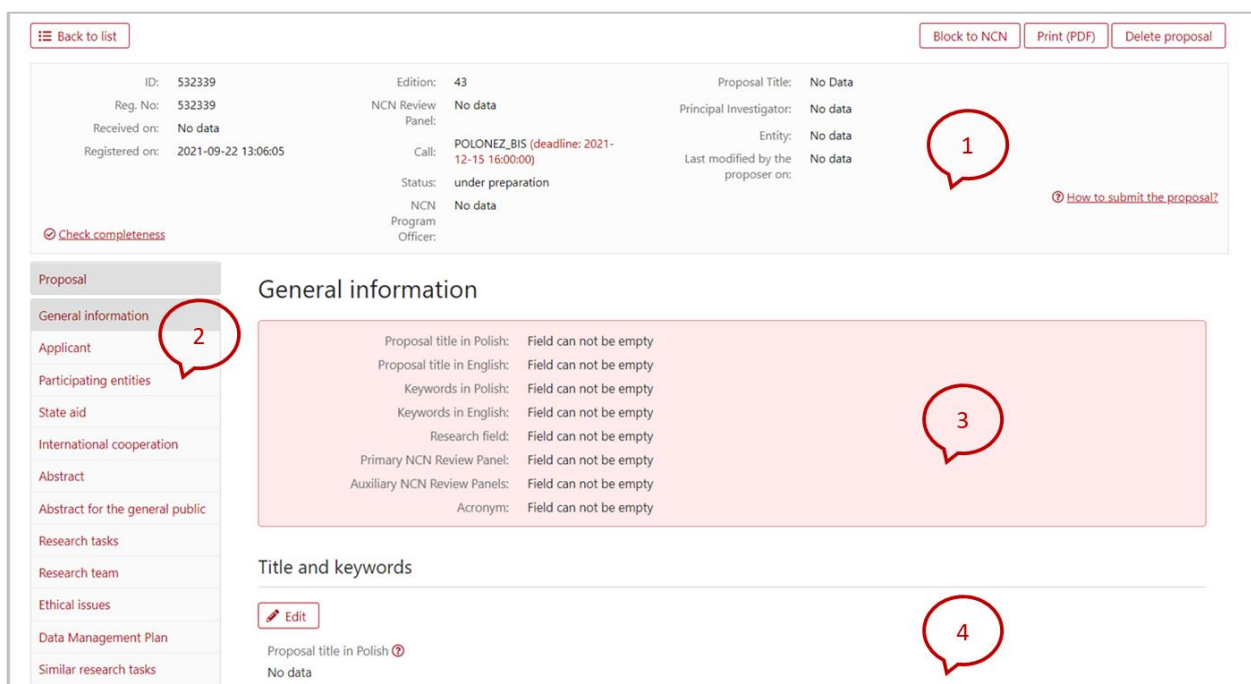 Back to list
Block to NCN
Print (PDF)
Delete proposal
ID: 532339
Reg. No: 532339
Received on: No data
Registered on: 2021-09-22 13:06:05
Check completeness
Edition: 43
NCN Review No data
Panel:
Call: POLONEZ_BIS (deadline: 2021-
12-15 16:00:00)
Status: under preparation
NCN No data
Program
Officer:
Proposal Title: No Data
Principal Investigator: No data
Entity: No data
Last modified by the No data
proposer on:
1
How to submit the proposal?
Proposal
General information
Applicant
Participating entities
State aid
International cooperation
Abstract
Abstract for the general public
Research tasks
Research team
Ethical issues
Data Management Plan
Similar research tasks
2
General information
Proposal title in Polish: Field can not be empty
Proposal title in English: Field can not be empty
Keywords in Polish: Field can not be empty
Keywords in English: Field can not be empty
Research field: Field can not be empty
Primary NCN Review Panel: Field can not be empty
Auxiliary NCN Review Panels: Field can not be empty
Acronym: Field can not be empty
3
Title and keywords
Edit
Proposal title in Polish
No data
4